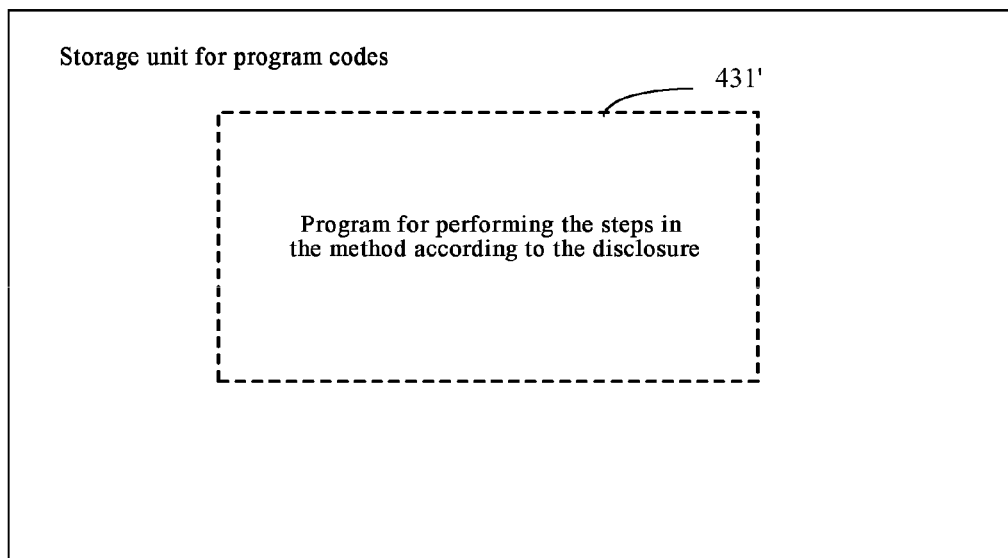 Storage unit for program codes
431'
Program for performing the steps in
the method according to the disclosure